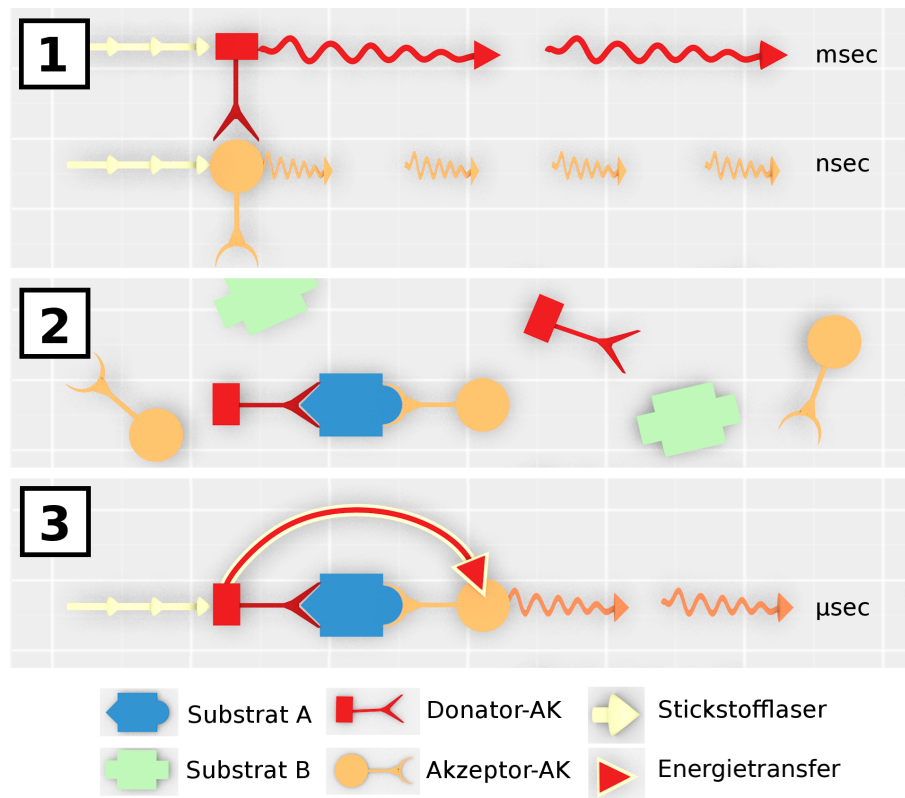 1
msec
nsec
2
3
µsec
Substrat A
Donator-AK
Stickstofflaser
Substrat B
Akzeptor-AK
Energietransfer